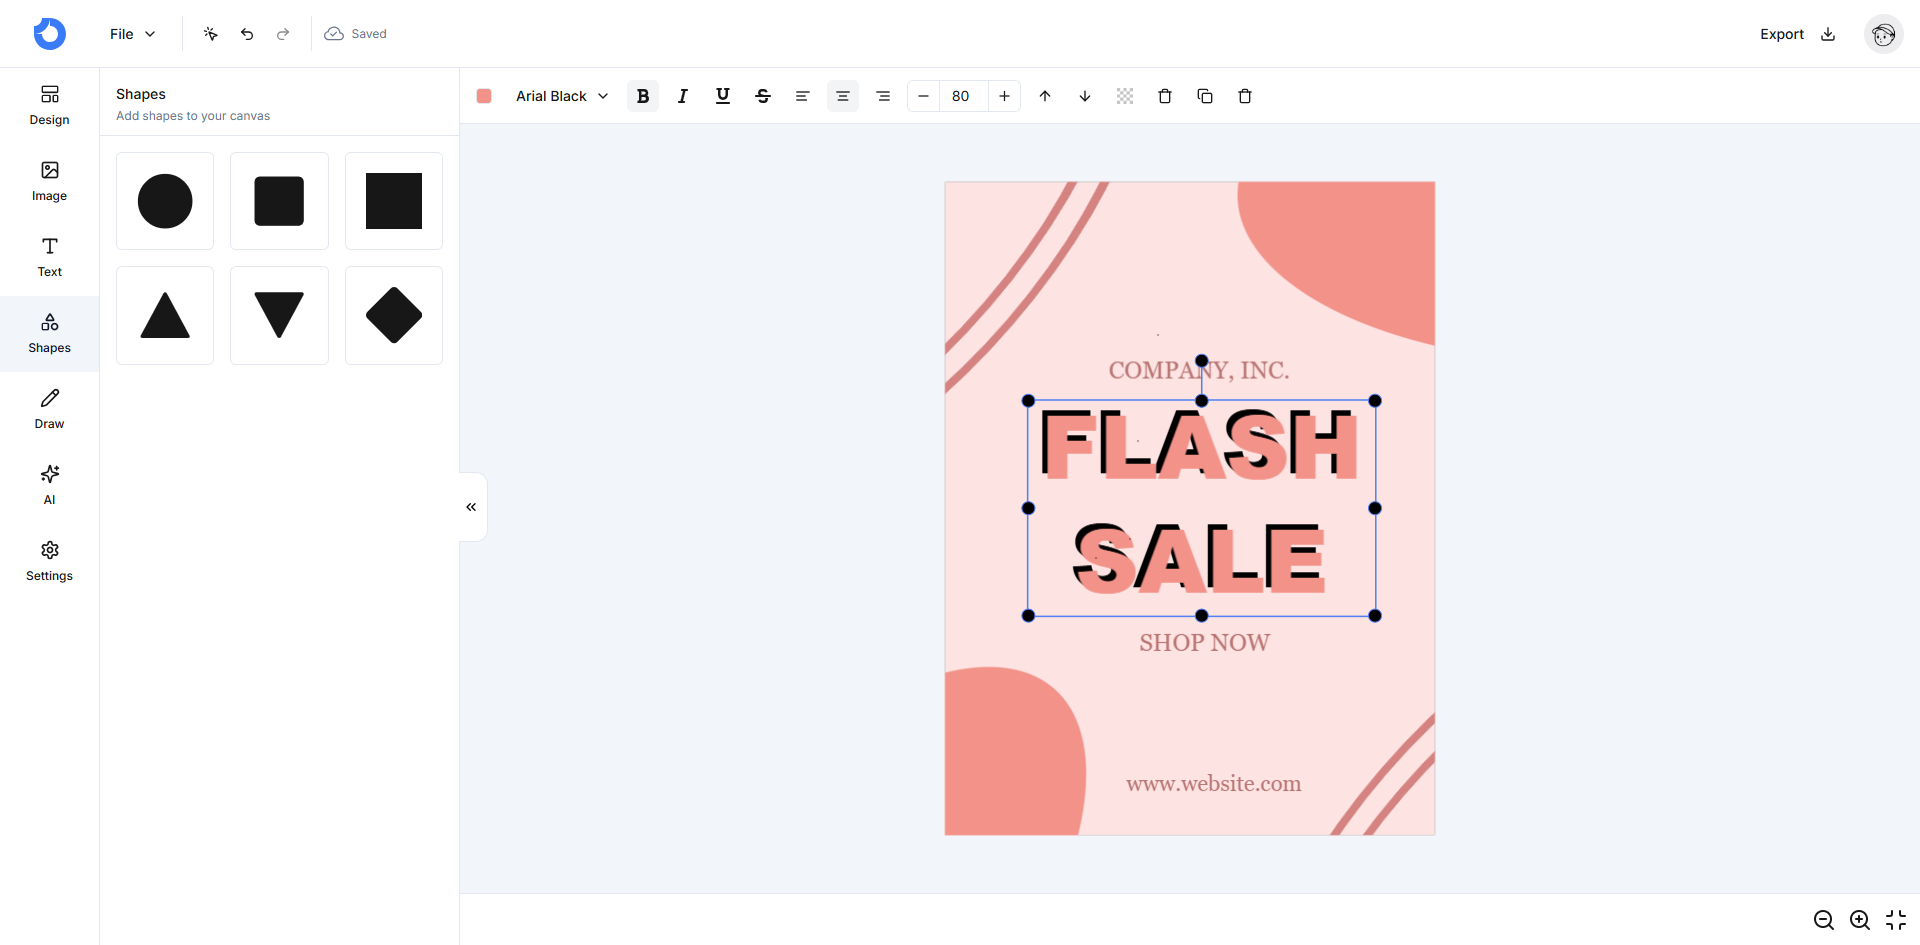 File
Saved
Export
Design
Image
Text
Shapes
Draw
AI
Settings
Shapes
Add shapes to your canvas
Arial Black
B I U S
80
COMPANY, INC.
FLASH
SALE
SHOP NOW
www.website.com